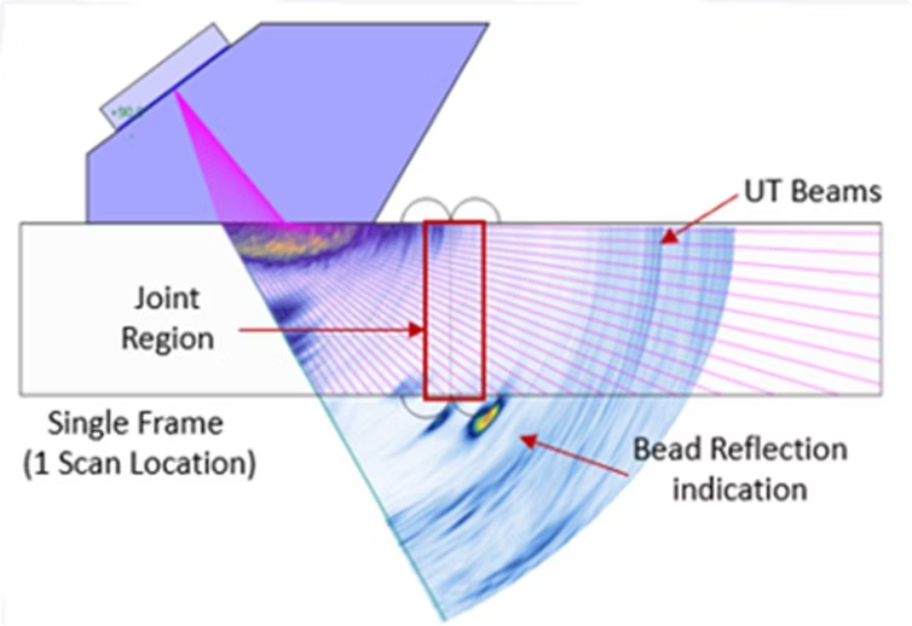 UT Beams
Joint
Region
Single Frame
(1 Scan Location)
Bead Reflection
indication